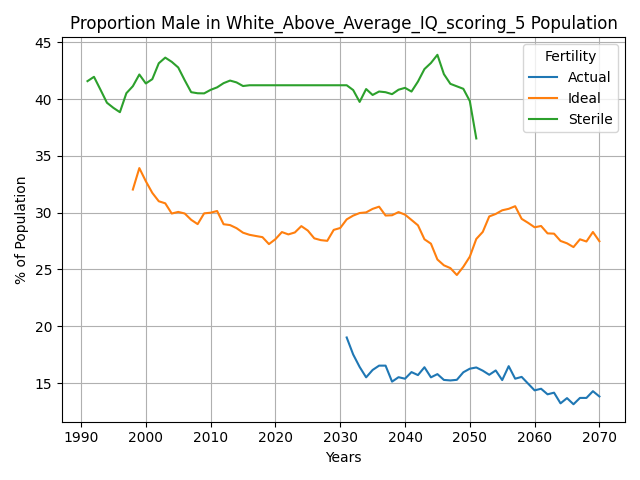 Proportion Male in White_Above_Average_IQ_scoring_5 Population
% of Population
45
40
35
30
25
20
15
Fertility
Actual
Ideal
Sterile
1990 2000 2010 2020 2030 2040 2050 2060 2070
Years